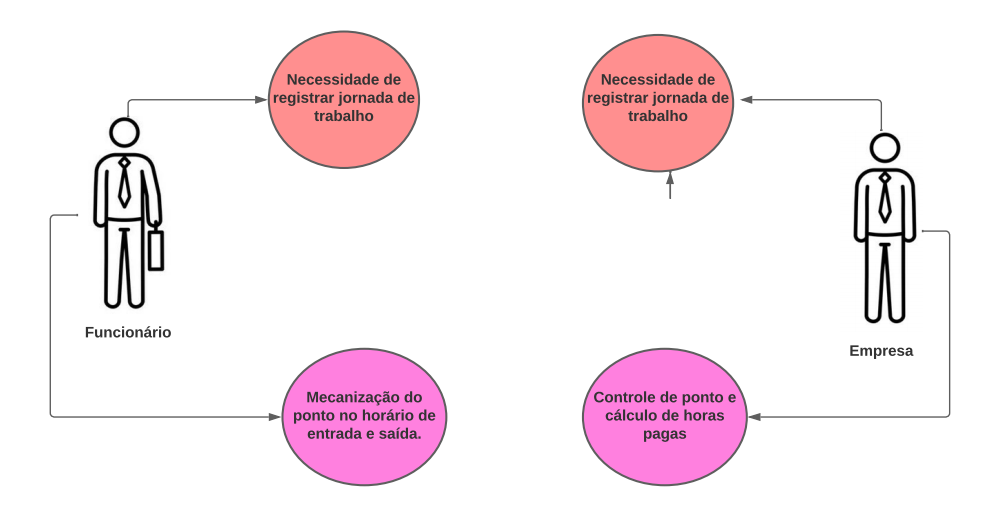 Necessidade de
registrar jornada de
trabalho
Necessidade de
registrar jornada de
trabalho
Funcionário
Empresa
Mecanização do
ponto no horário de
entrada e saída.
Controle de ponto e
cálculo de horas
pagas